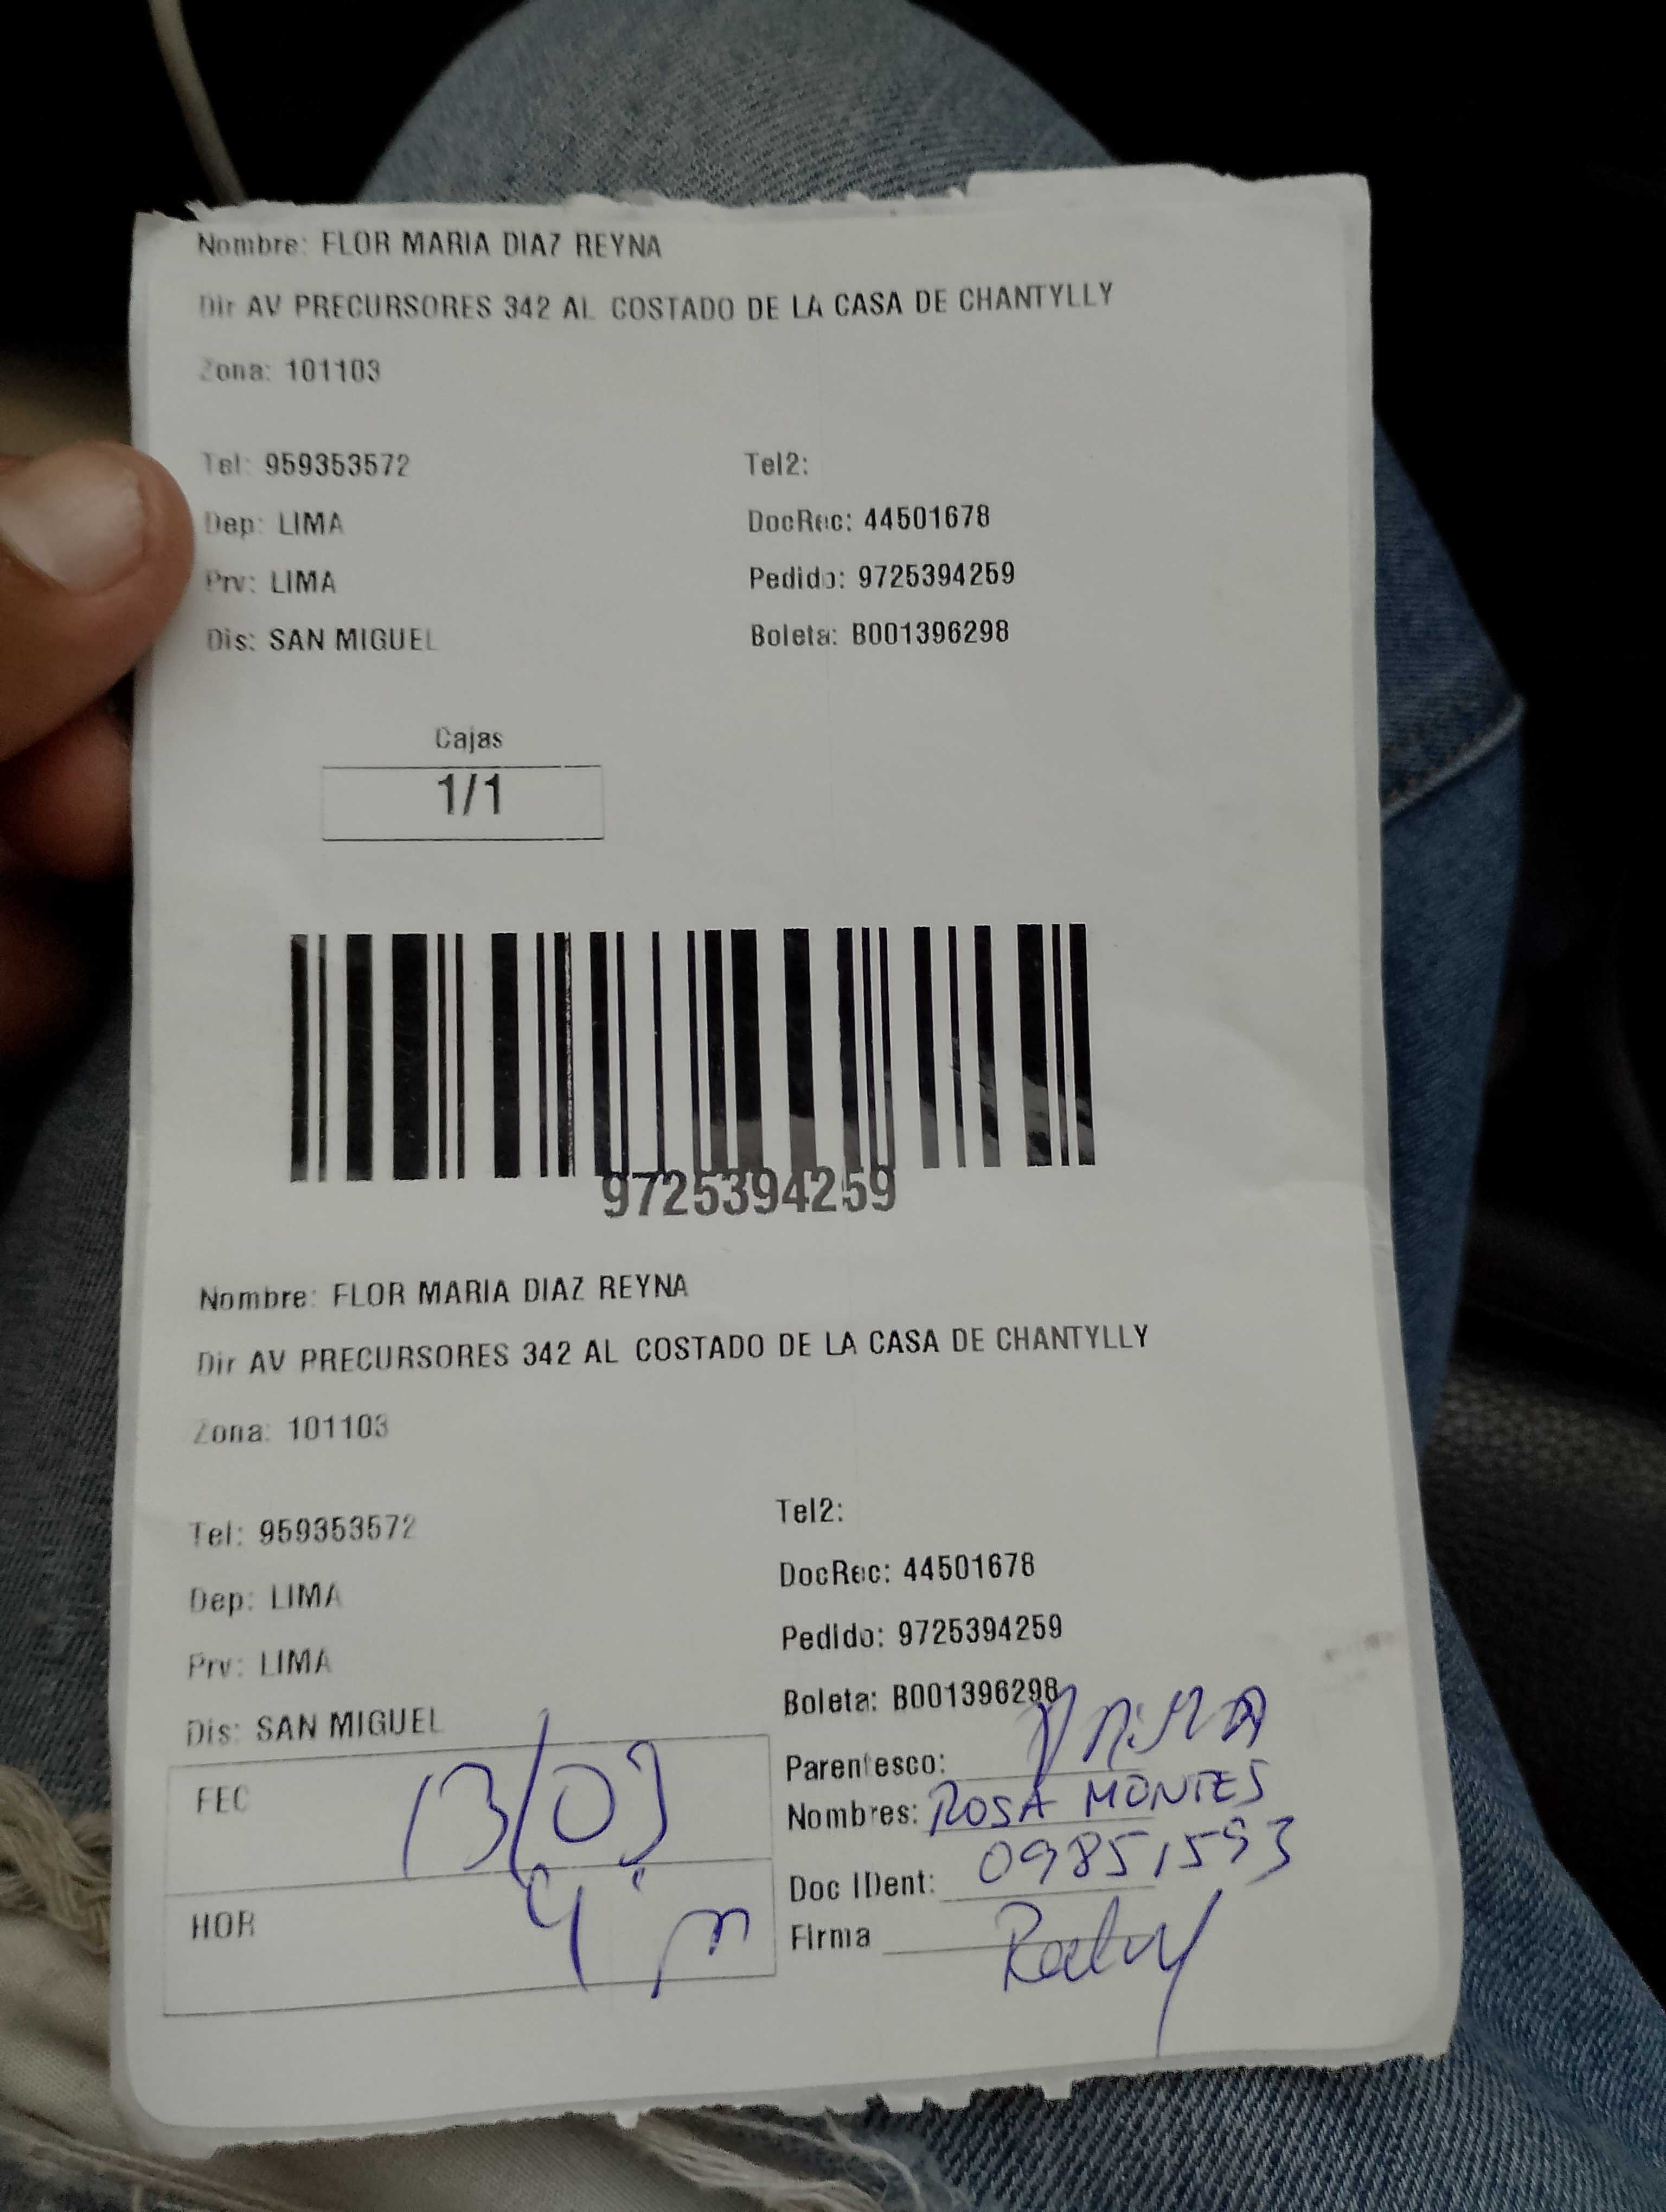 Nombre: FLOR MARIA DIAZ REYNA
Dir AV PRECURSORES 342 AL COSTADO DE LA CASA DE CHANTYLLY
Zona: 101103
Tel: 959353572 Tel2:
Dep: LIMA DocRec: 44501678
Prv: LIMA Pedido: 9725394259
Dis: SAN MIGUEL Boleta: B001396298
Cajas
1/1
9725394259
Nombre: FLOR MARIA DIAZ REYNA
Dir AV PRECURSORES 342 AL COSTADO DE LA CASA DE CHANTYLLY
Zona: 101103
Tel: 959353572 Tel2:
Dep: LIMA DocRec: 44501678
Prv: LIMA Pedido: 9725394259
Dis: SAN MIGUEL Boleta: B001396298
FEC 13/03
HOR
Parentesco: PRIMA
Nombres: ROSA MONTES
Doc IDent: 09851593
Firma